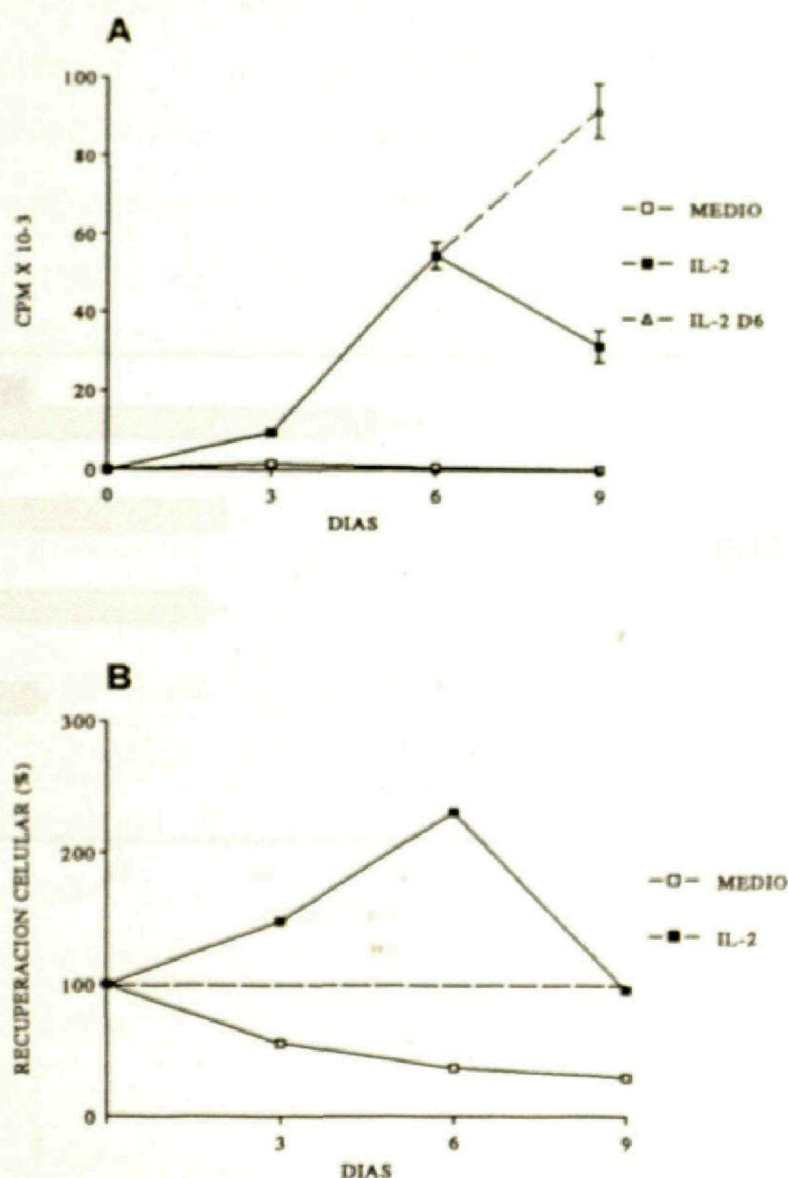 A
100
80
60
40
20
0
CPM X 10-3
0 3 6 9
DIAS
MEDIO
IL-2
IL-2 D6
B
300
200
100
0
RECUPERACION CELULAR (%)
3 6 9
DIAS
MEDIO
IL-2